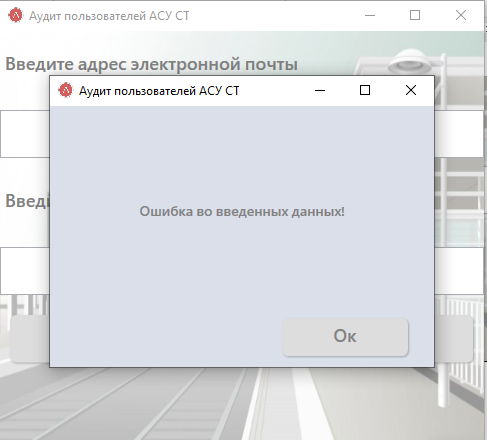 Аудит пользователей АСУ СТ
Введите адрес электронной почты
Аудит пользователей АСУ СТ
Ошибка во введенных данных!
Ок